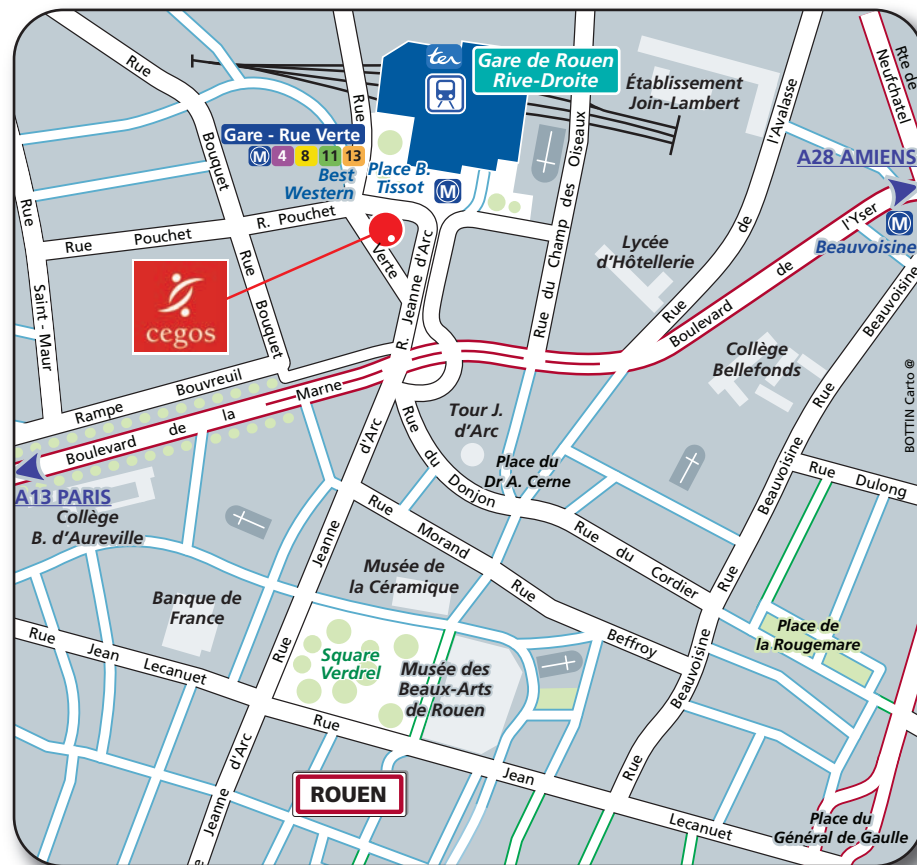 ter
Gare de Rouen
Rive-Droite
Établissement
Join-Lambert
Rte de
Neufchatel
Rue
Bouquet
Gare - Rue Verte
M 4 8 11 13
Best
Western
Place B.
Tissot
M
Rue du Champ des Oiseaux
Rue de l'Avalasse
A28 AMIENS
M
Beauvoisine
Rue
Saint - Maur
Rue Pouchet
R. Pouchet
Verte
R. Jeanne d'Arc
Lycée
d'Hôtellerie
Boulevard de l'Yser
cegos
Rue
Bouquet
Collège
Bellefonds
Rue Beauvoisine
BOTTIN Carto @
Rampe Bouvreuil
Boulevard de la Marne
A13 PARIS
Collège
B. d'Aureville
Tour J.
d'Arc
Place du
Dr A. Cerne
Rue du Donjon
Rue Jeanne d'Arc
Rue Morand
Rue du Cordier
Rue Beauvoisine
Rue Dulong
Banque de
France
Musée de
la Céramique
Rue Beffroy
Place de
la Rougemare
Rue Jean Lecanuet
Square
Verdrel
Musée des
Beaux-Arts
de Rouen
Rue Beauvoisine
Rue Jean Lecanuet
Jeanne d'Arc
ROUEN
Place du
Général de Gaulle